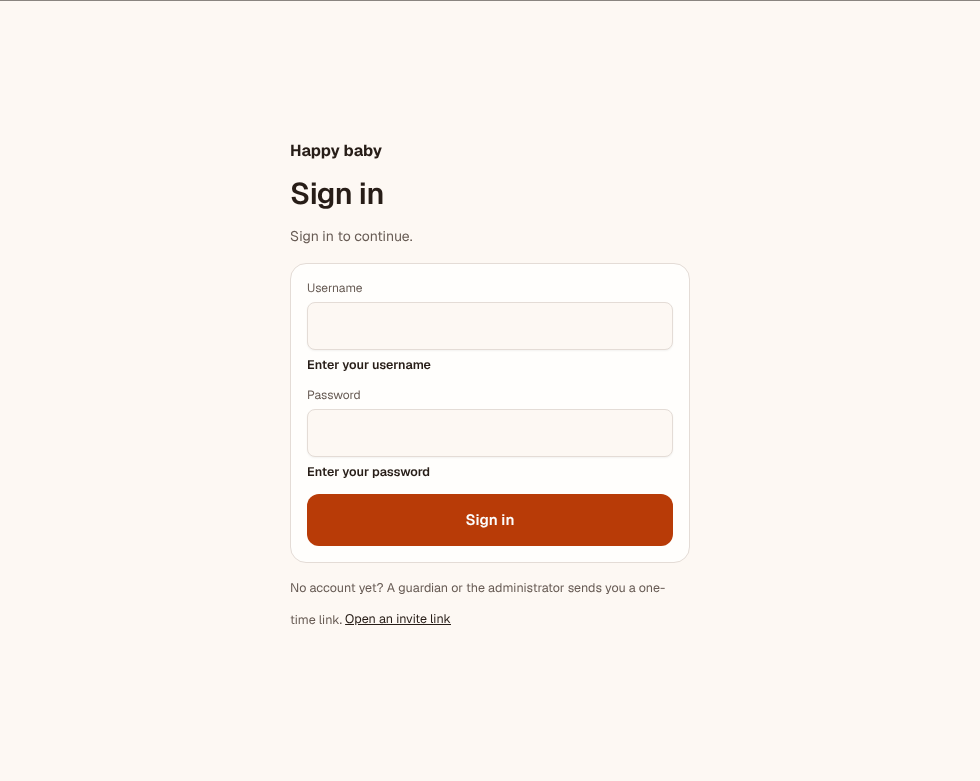 Happy baby
Sign in
Sign in to continue.
Username
Enter your username
Password
Enter your password
Sign in
No account yet? A guardian or the administrator sends you a one-
time link. Open an invite link